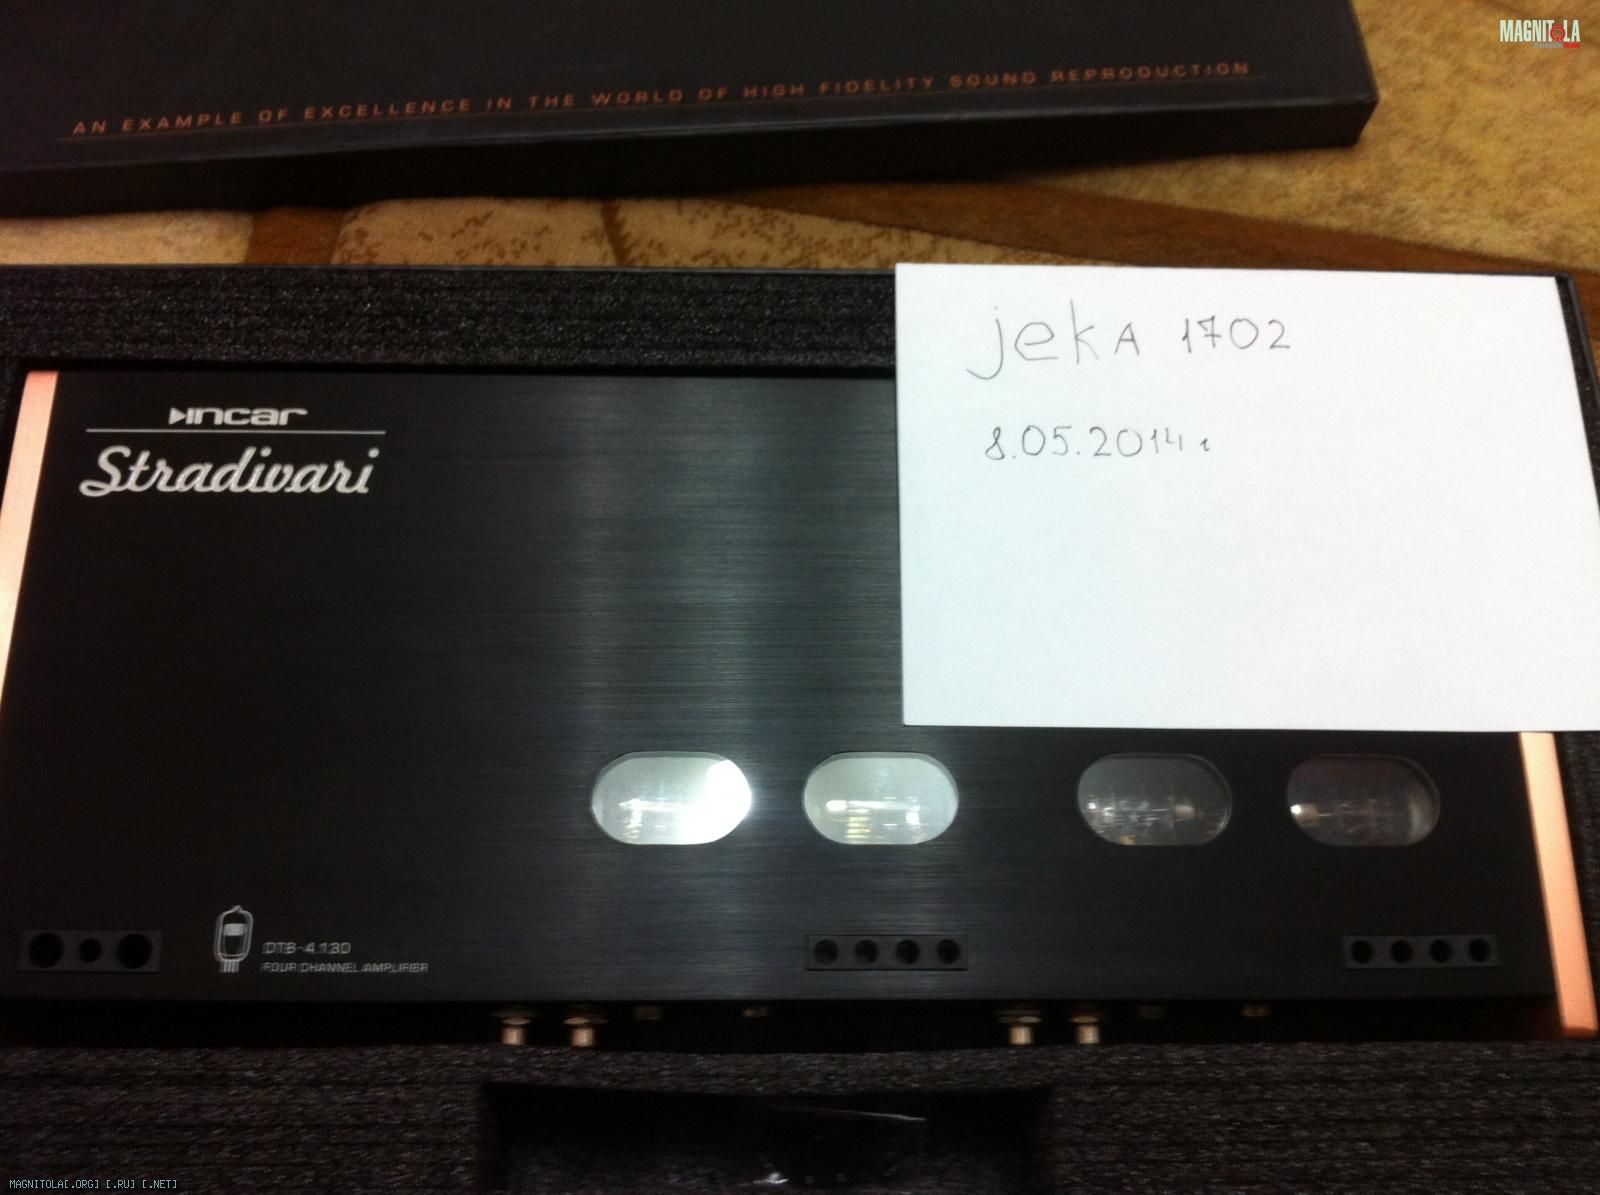 MAGNITOLA
AN EXAMPLE OF EXCELLENCE IN THE WORLD OF HIGH FIDELITY SOUND REPRODUCTION
jekA 1702
8.05.2014 г
incar
Stradivari
DTB-4.130
FOUR CHANNEL AMPLIFIER
MAGNITOLA[.ORG] [.RU] [.NET]